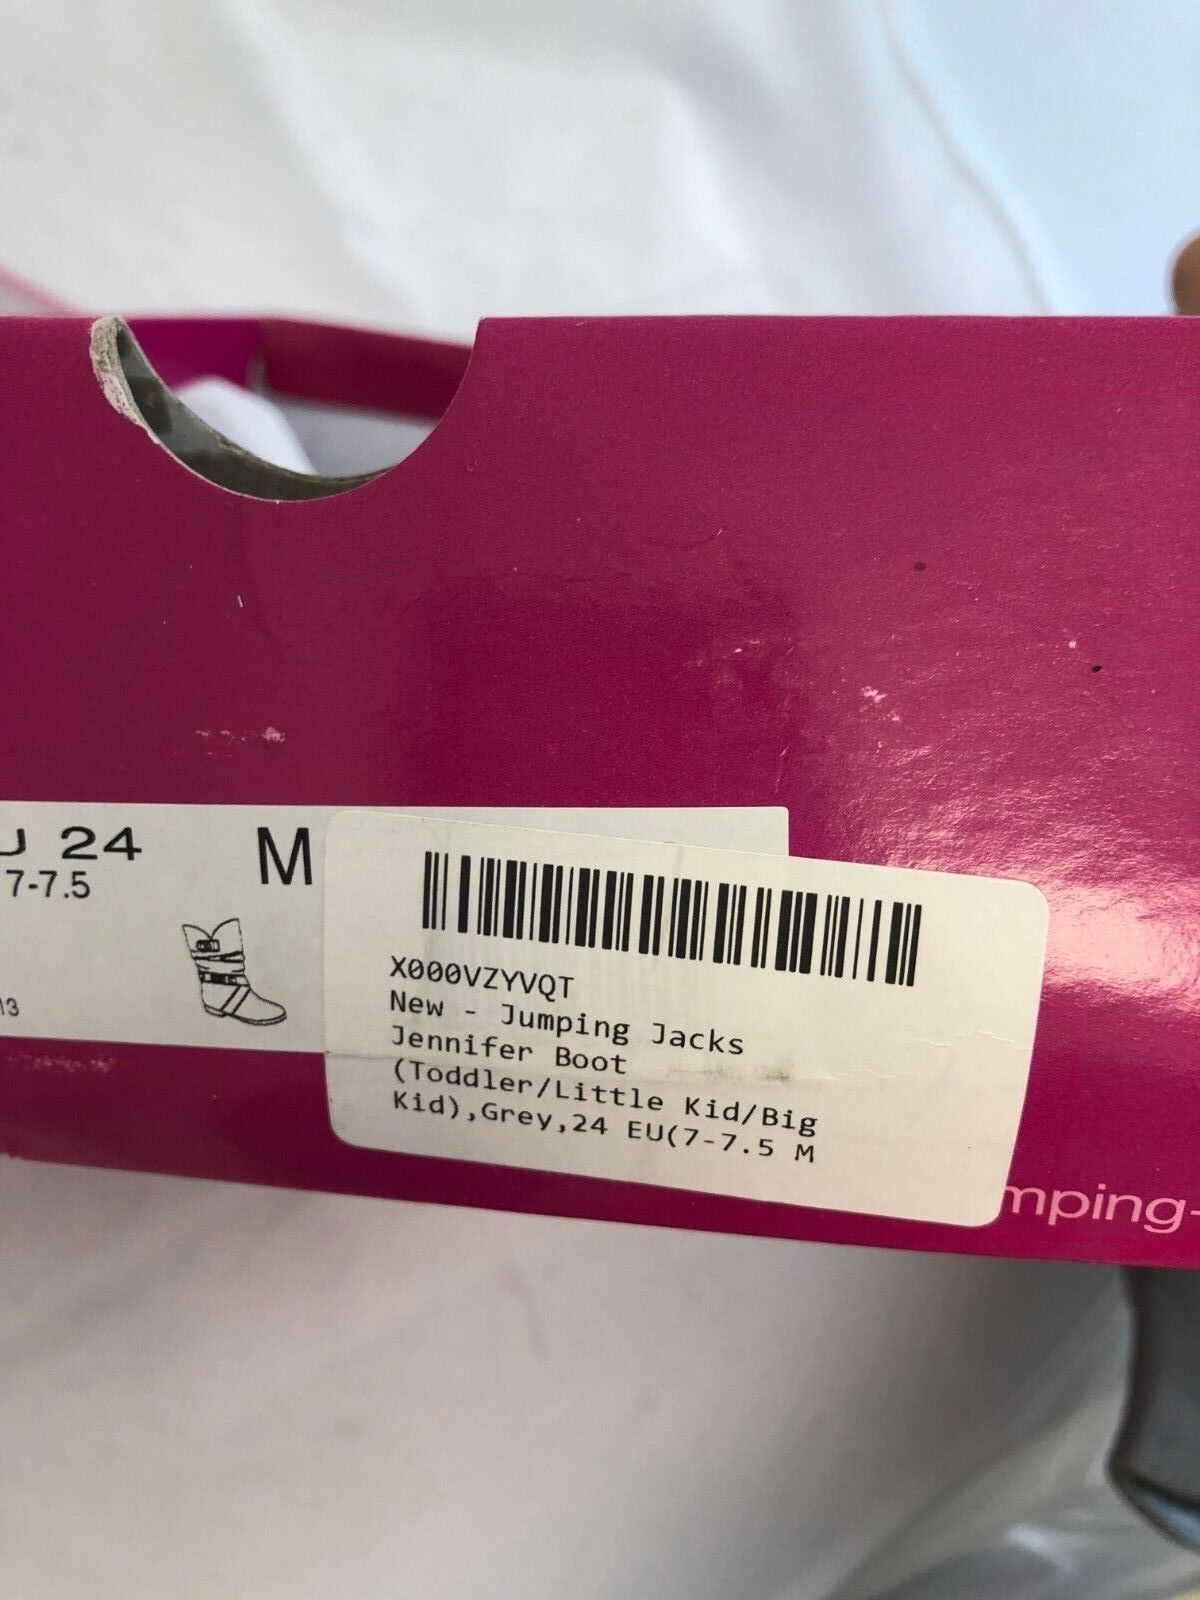 24
M
7-7.5
X000VZYVQT
New - Jumping Jacks
Jennifer Boot
(Toddler/Little Kid/Big
Kid),Grey,24 EU(7-7.5 M
mping-